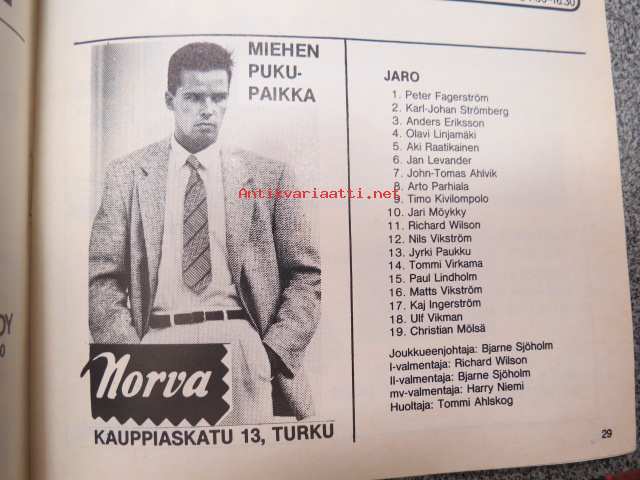 MIEHEN
PUKU-
PAIKKA
Norva
KAUPPIASKATU 13, TURKU
JARO
1. Peter Fagerström
2. Karl-Johan Strömberg
3. Anders Eriksson
4. Olavi Linjamäki
5. Aki Raatikainen
6. Jan Levander
7. John-Tomas Ahlvik
8. Arto Parhiala
9. Timo Kivilompolo
10. Jari Möykky
11. Richard Wilson
12. Nils Vikström
13. Jyrki Paukku
14. Tommi Virkama
15. Paul Lindholm
16. Matts Vikström
17. Kaj Ingerström
18. Ulf Vikman
19. Christian Mölsä
Joukkueenjohtaja: Bjarne Sjöholm
I-valmentaja: Richard Wilson
II-valmentaja: Bjarne Sjöholm
mv-valmentaja: Harry Niemi
Huoltaja: Tommi Ahlskog
29
Antikvariaatti.net